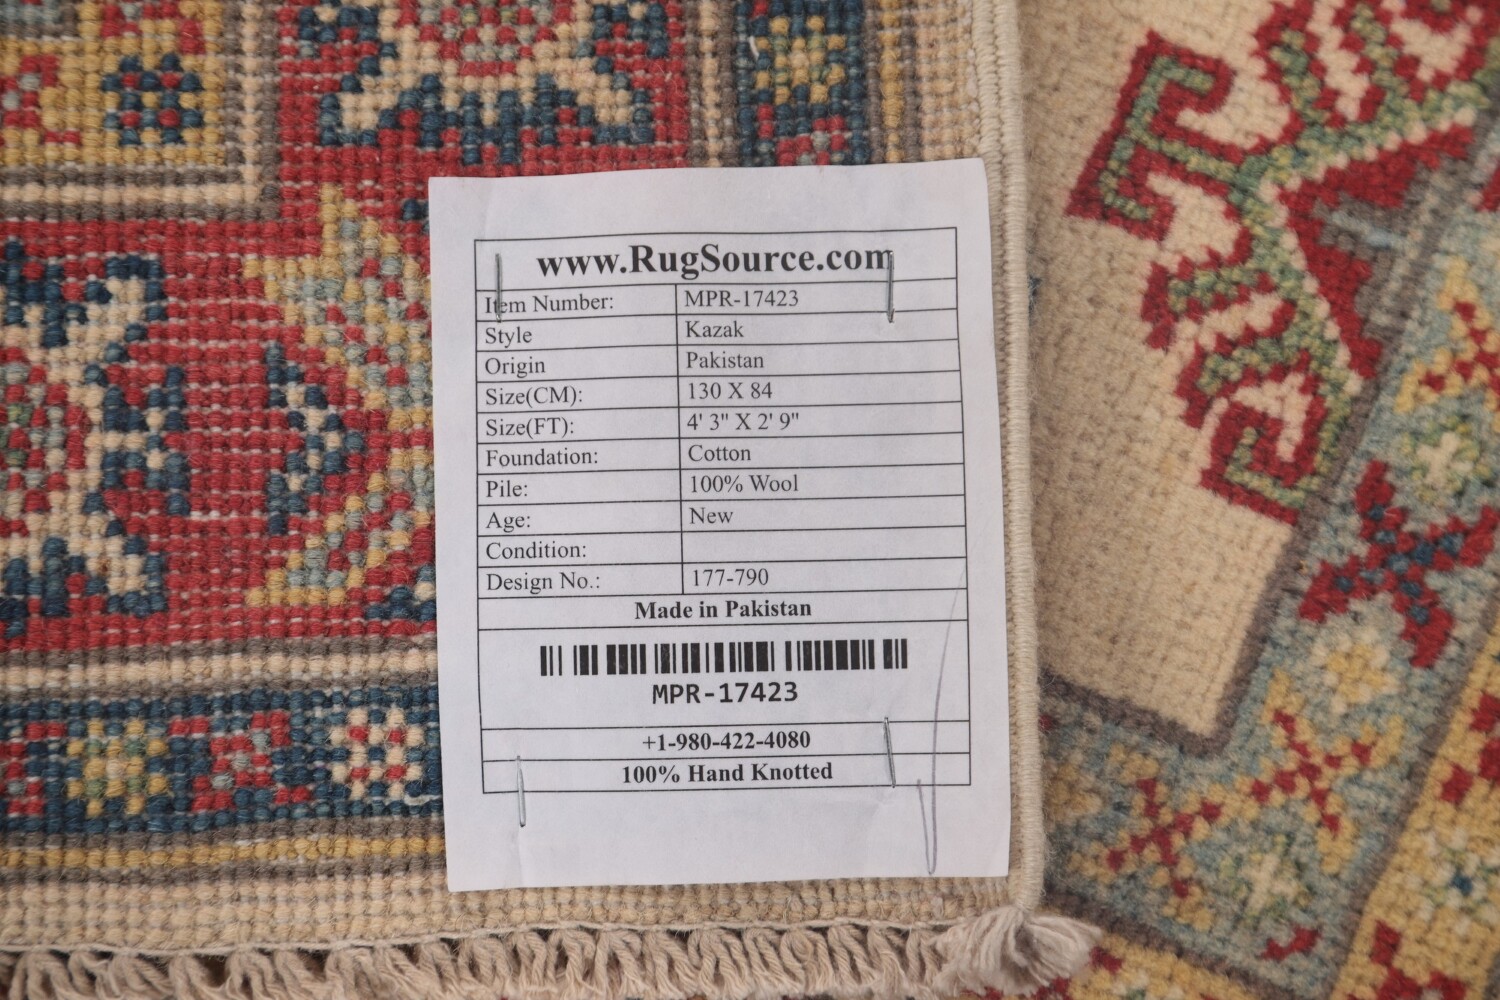 www.RugSource.com
Item Number: MPR-17423
Style Kazak
Origin Pakistan
Size(CM): 130 X 84
Size(FT): 4' 3" X 2' 9"
Foundation: Cotton
Pile: 100% Wool
Age: New
Condition:
Design No.: 177-790
Made in Pakistan
MPR-17423
+1-980-422-4080
100% Hand Knotted